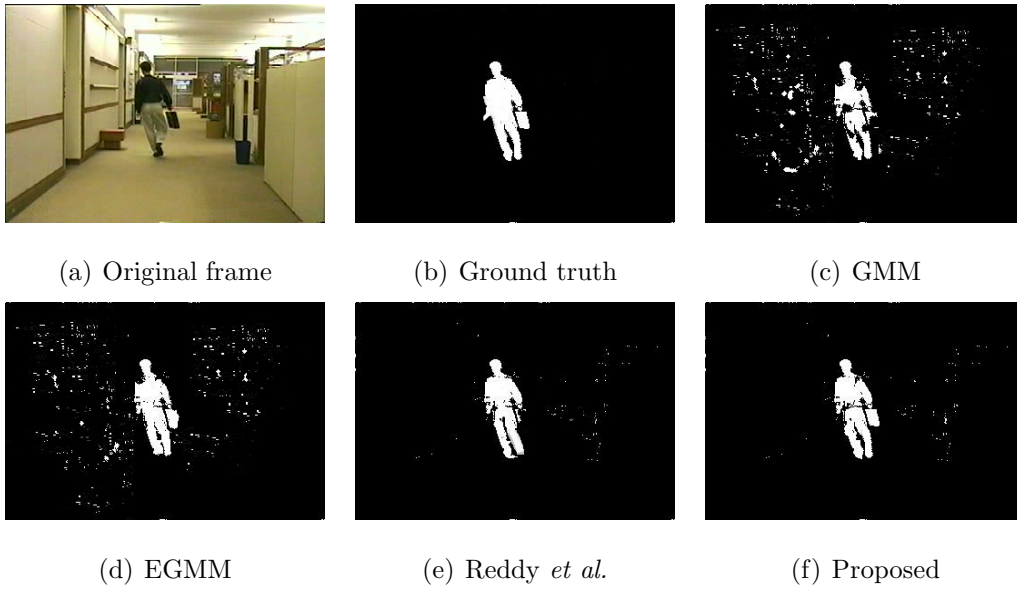 (a) Original frame
(b) Ground truth
(c) GMM
(d) EGMM
(e) Reddy et al.
(f) Proposed